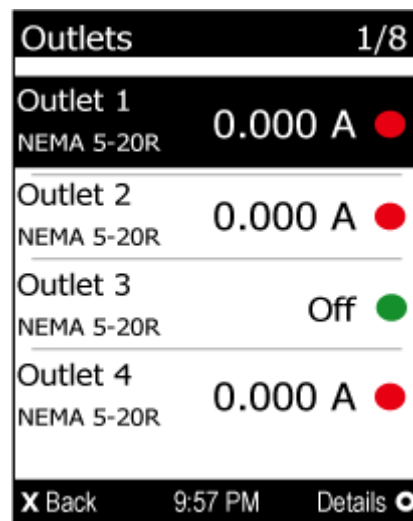 Outlets 1/8
Outlet 1
NEMA 5-20R
0.000 A
Outlet 2
NEMA 5-20R
0.000 A
Outlet 3
NEMA 5-20R
Off
Outlet 4
NEMA 5-20R
0.000 A
X Back 9:57 PM Details